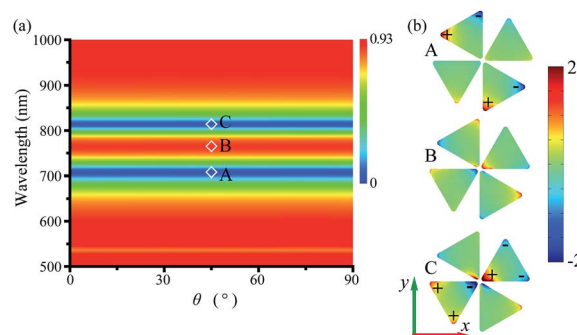 (a)
Wavelength (nm)
1000
900
800
700
600
500
C
B
A
0 30 60 90
θ (°)
0.93
0
(b)
A
+ -
+ -
B
C
+ -
+ -
+ -
y
x
2
-2